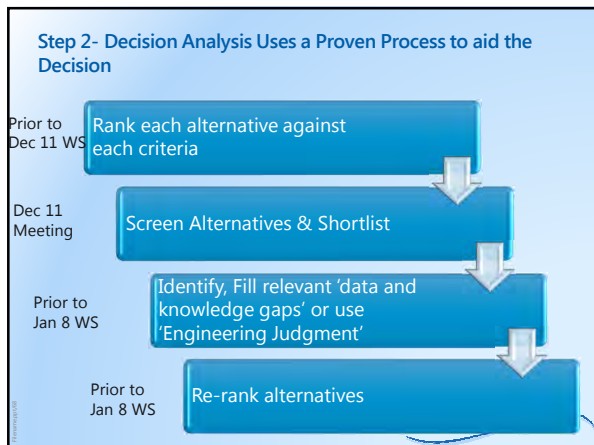 Step 2- Decision Analysis Uses a Proven Process to aid the
Decision
Prior to
Dec 11 WS
Rank each alternative against
each criteria
Dec 11
Meeting
Screen Alternatives & Shortlist
Prior to
Jan 8 WS
Identify, Fill relevant ‘data and
knowledge gaps’ or use
‘Engineering Judgment’
Prior to
Jan 8 WS
Re-rank alternatives